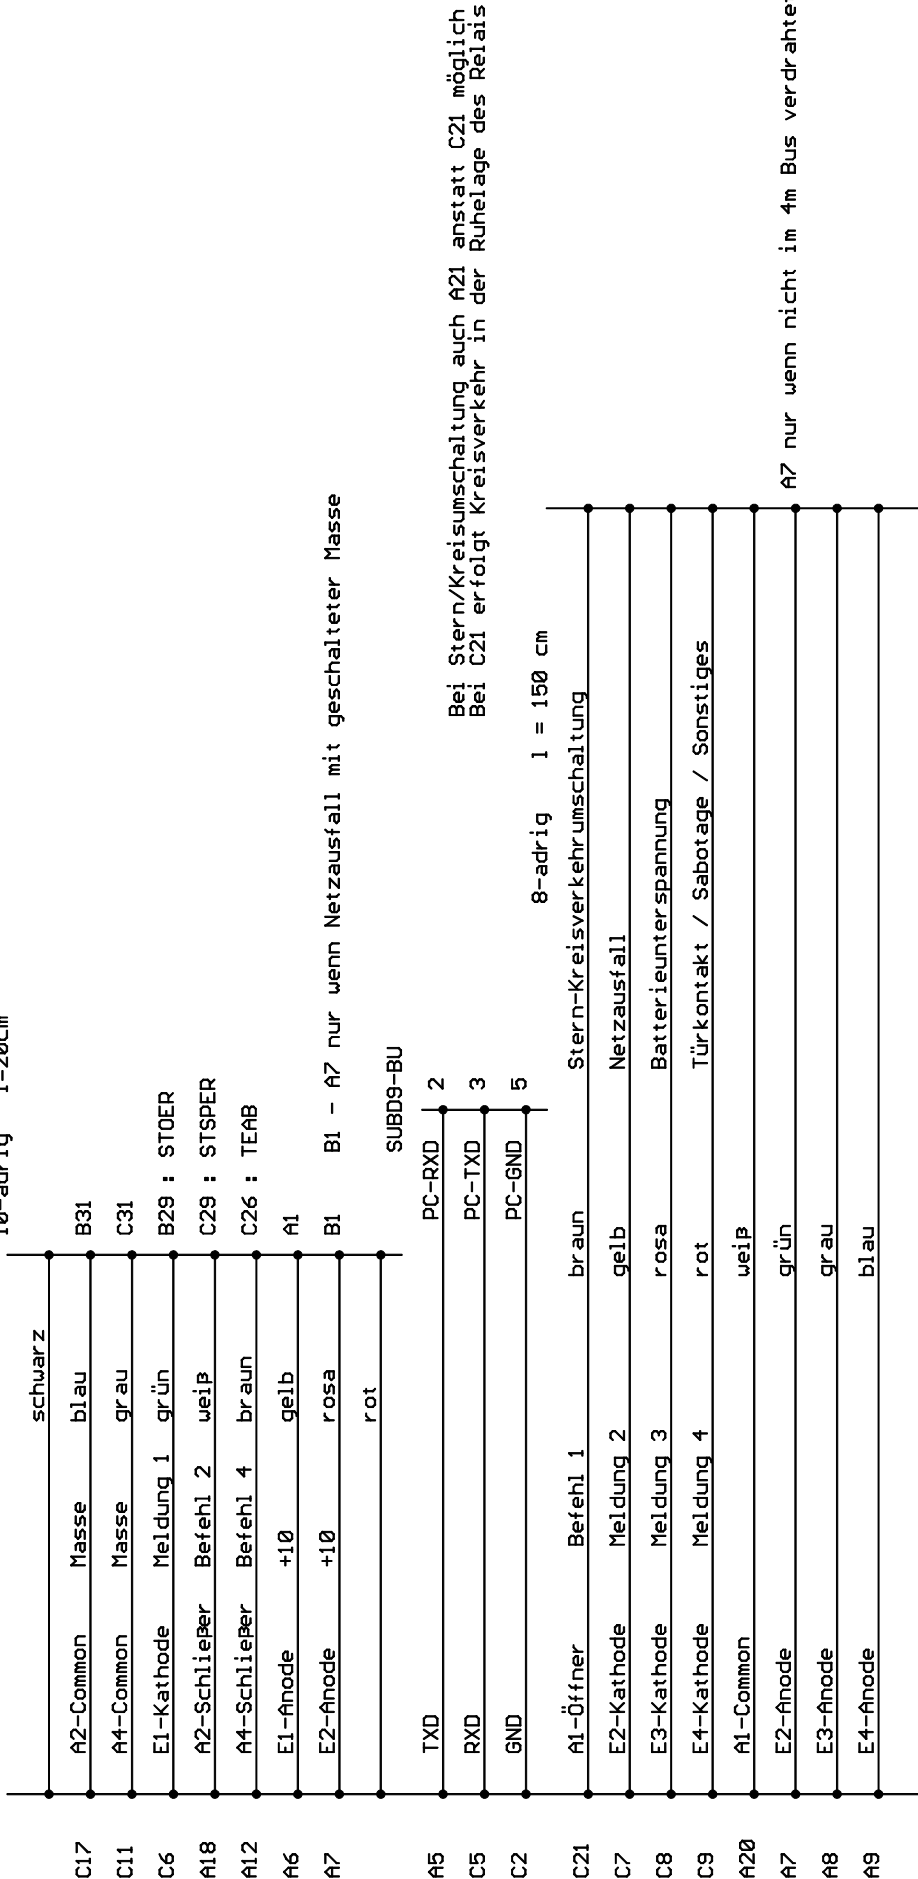 10-adrig l=20cm
schwarz
C17 A2-Common Masse blau B31
C11 A4-Common Masse grau C31
C6 E1-Kathode Meldung 1 grün B29 : STOER
A18 A2-Schließer Befehl 2 weiß C29 : STSPER
A12 A4-Schließer Befehl 4 braun C26 : TEAB
A6 E1-Anode +10 gelb A1
A7 E2-Anode +10 rosa B1 B1 - A7 nur wenn Netzausfall mit geschalteter Masse
rot
SUBD9-BU
A5 TXD PC-RXD 2
C5 RXD PC-TXD 3
C2 GND PC-GND 5
Bei Stern/Kreisumschaltung auch A21 anstatt C21 möglich
Bei C21 erfolgt Kreisverkehr in der Ruhelage des Relais
8-adrig l = 150 cm
C21 A1-Öffner Befehl 1 braun Stern-Kreisverkehrumschaltung
C7 E2-Kathode Meldung 2 gelb Netzausfall
C8 E3-Kathode Meldung 3 rosa Batterieunterspannung
C9 E4-Kathode Meldung 4 rot Türkontakt / Sabotage / Sonstiges
A20 A1-Common weiß
A7 E2-Anode grün A7 nur wenn nicht im 4m Bus verdrahte
A8 E3-Anode grau
A9 E4-Anode blau